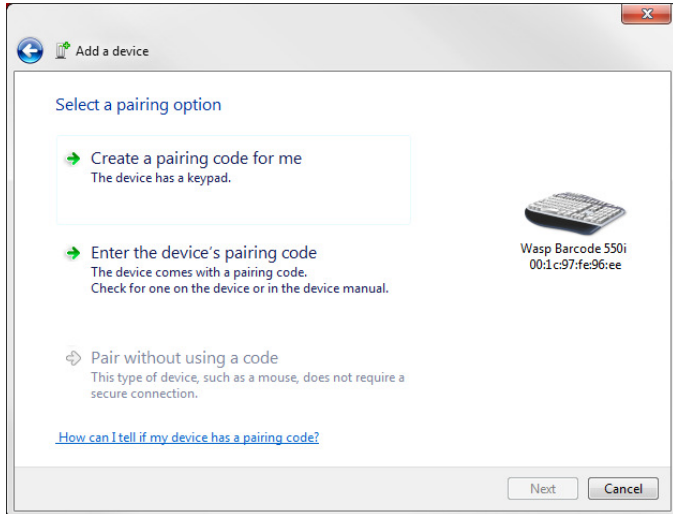 Add a device
Select a pairing option
Create a pairing code for me
The device has a keypad.
Enter the device's pairing code
The device comes with a pairing code.
Check for one on the device or in the device manual.
Pair without using a code
This type of device, such as a mouse, does not require a
secure connection.
How can I tell if my device has a pairing code?
Wasp Barcode 550i
00:1c:97:fe:96:ee
Next
Cancel